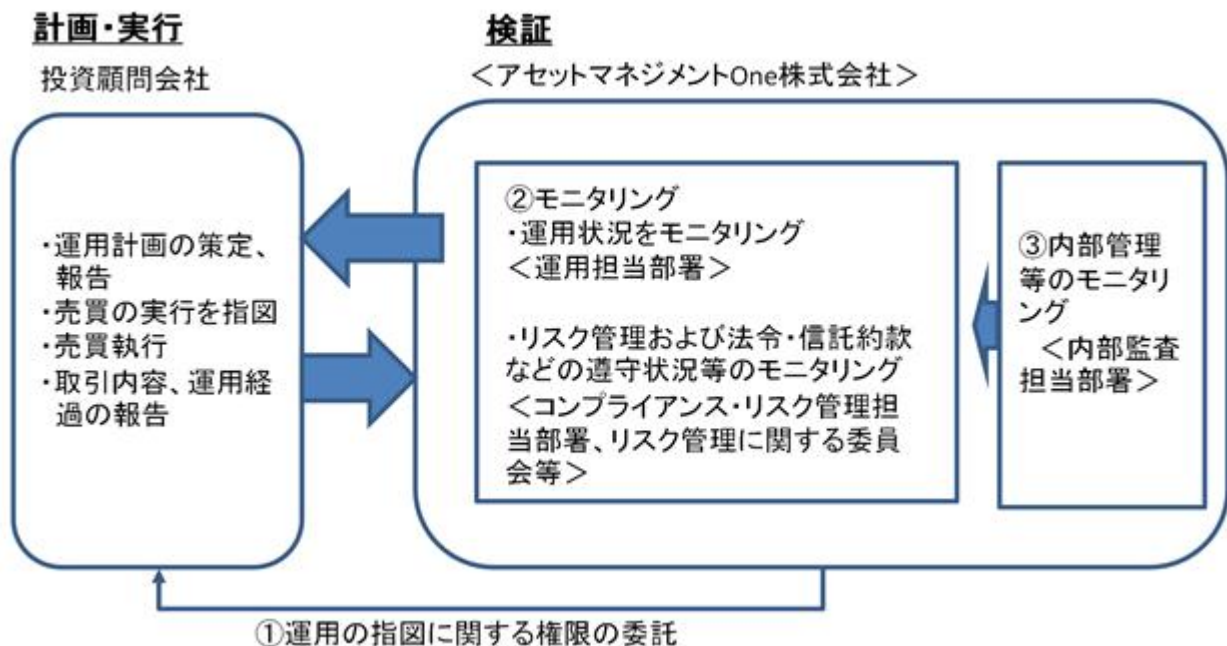 計画・実行
投資顧問会社
・運用計画の策定、
報告
・売買の実行を指図
・売買執行
・取引内容、運用経
過の報告
検証
＜アセットマネジメントOne株式会社＞
②モニタリング
・運用状況をモニタリング
＜運用担当部署＞
・リスク管理および法令・信託約款
などの遵守状況等のモニタリング
＜コンプライアンス・リスク管理担
当部署、リスク管理に関する委員
会等＞
③内部管理
等のモニタリ
ング
＜内部監査
担当部署＞
①運用の指図に関する権限の委託